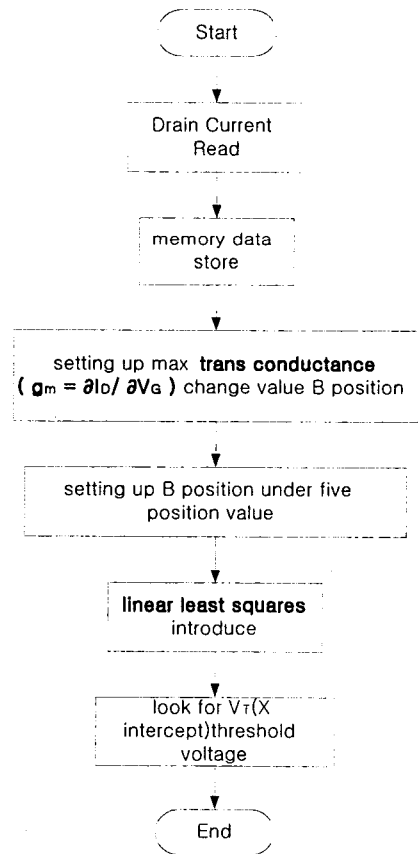 Start
Drain Current
Read
memory data
store
setting up max trans conductance
( gm = ∂ID/ ∂VG ) change value B position
setting up B position under five
position value
linear least squares
introduce
look for VT(X
intercept)threshold
voltage
End